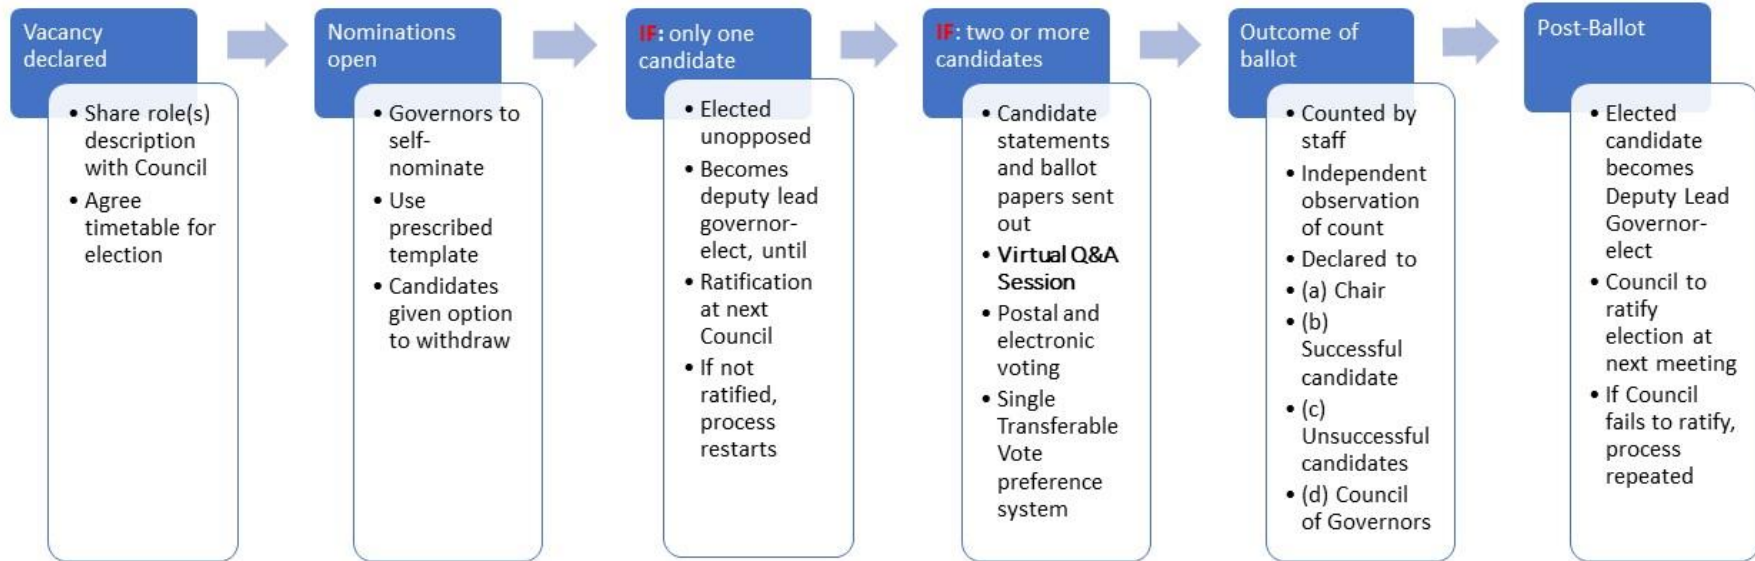 Vacancy
declared
• Share role(s)
description
with Council
• Agree
timetable for
election
Nominations
open
• Governors to
self-
nominate
• Use
prescribed
template
• Candidates
given option
to withdraw
IF: only one
candidate
• Elected
unopposed
• Becomes
deputy lead
governor-
elect, until
• Ratification
at next
Council
• If not
ratified,
process
restarts
IF: two or more
candidates
• Candidate
statements
and ballot
papers sent
out
• Virtual Q&A
Session
• Postal and
electronic
voting
• Single
Transferable
Vote
preference
system
Outcome of
ballot
• Counted by
staff
• Independent
observation
of count
• Declared to
• (a) Chair
• (b)
Successful
candidate
• (c)
Unsuccessful
candidates
• (d) Council
of Governors
Post-Ballot
• Elected
candidate
becomes
Deputy Lead
Governor-
elect
• Council to
ratify
election at
next meeting
• If Council
fails to ratify,
process
repeated